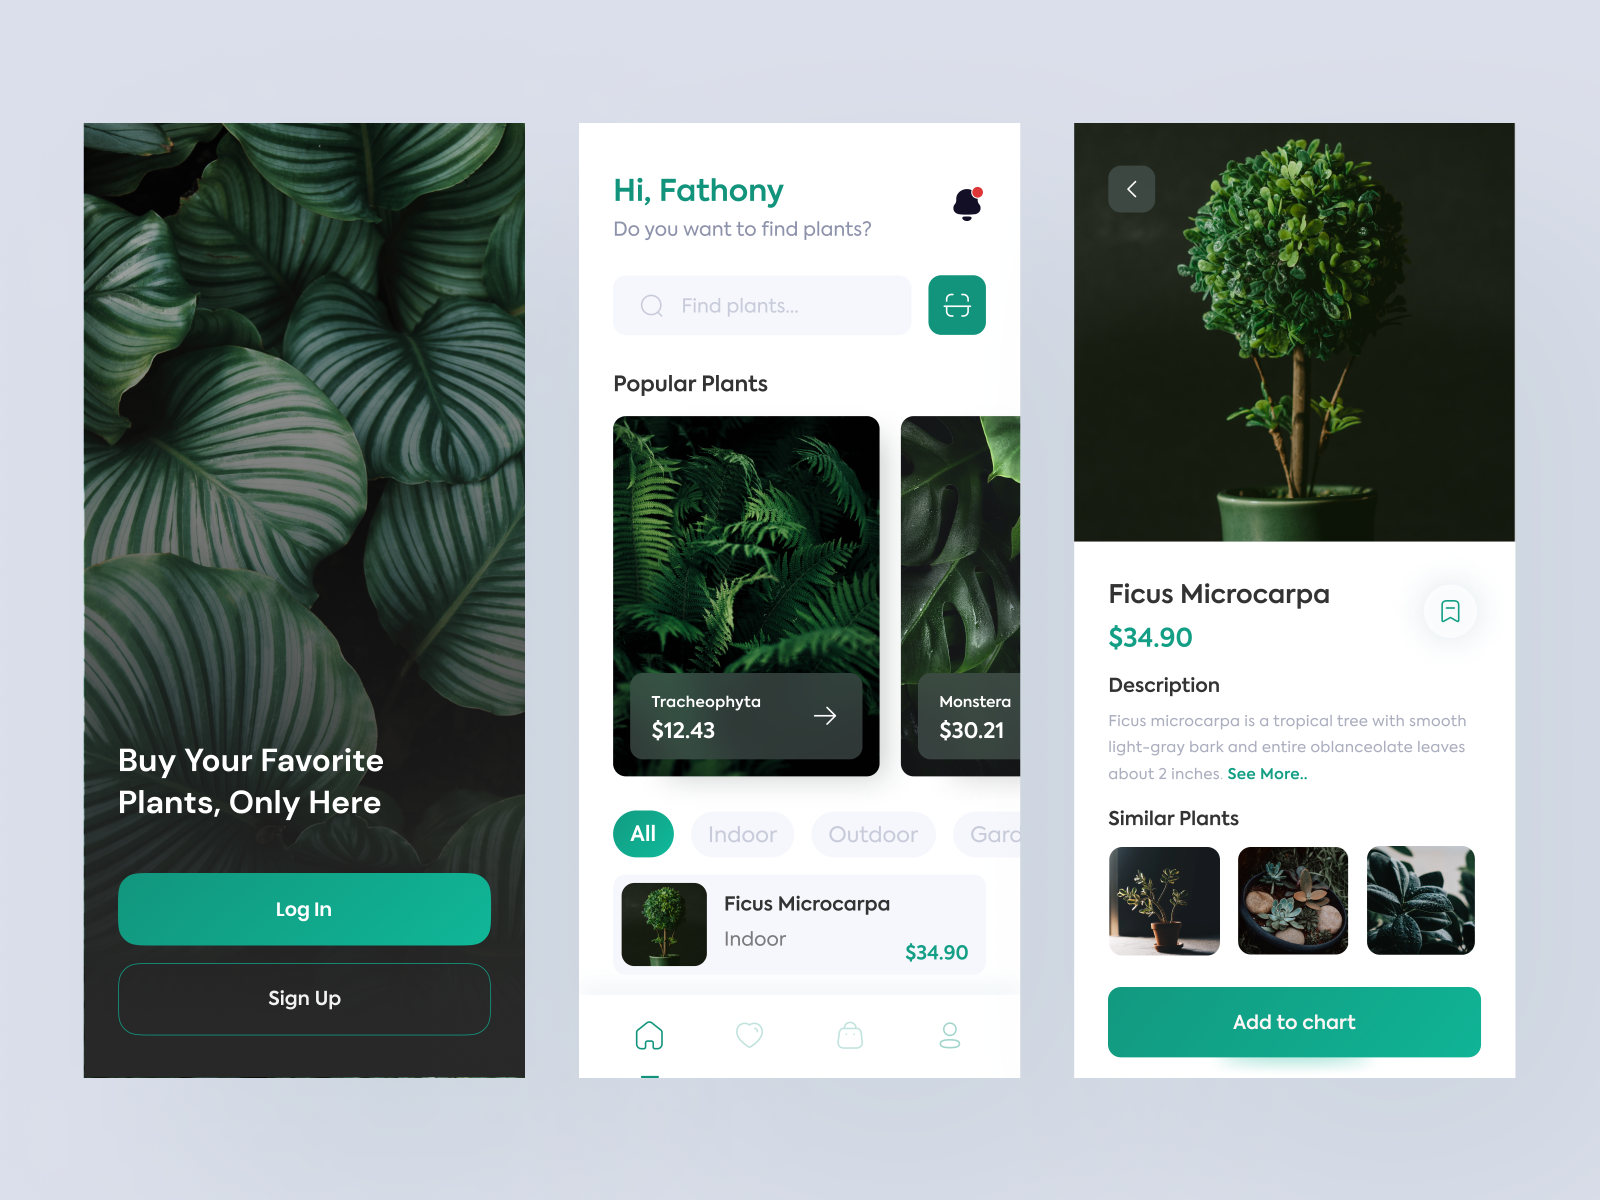 Buy Your Favorite
Plants, Only Here
Log In
Sign Up
Hi, Fathony
Do you want to find plants?
Find plants...
Popular Plants
Tracheophyta
$12.43
Monstera
$30.21
All
Indoor
Outdoor
Gard
Ficus Microcarpa
Indoor
$34.90
Ficus Microcarpa
$34.90
Description
Ficus microcarpa is a tropical tree with smooth
light-gray bark and entire oblanceolate leaves
about 2 inches. See More..
Similar Plants
Add to chart